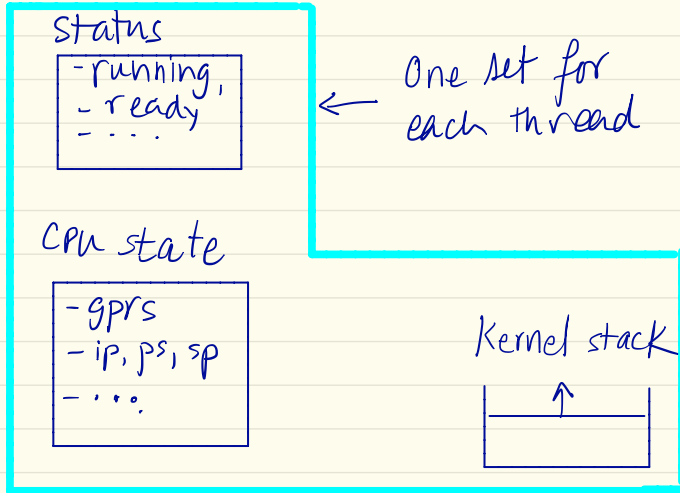 Status
- running,
- ready
- ...
One set for
each thread
CPU state
- gprs
- ip, ps, sp
- ...
Kernel stack